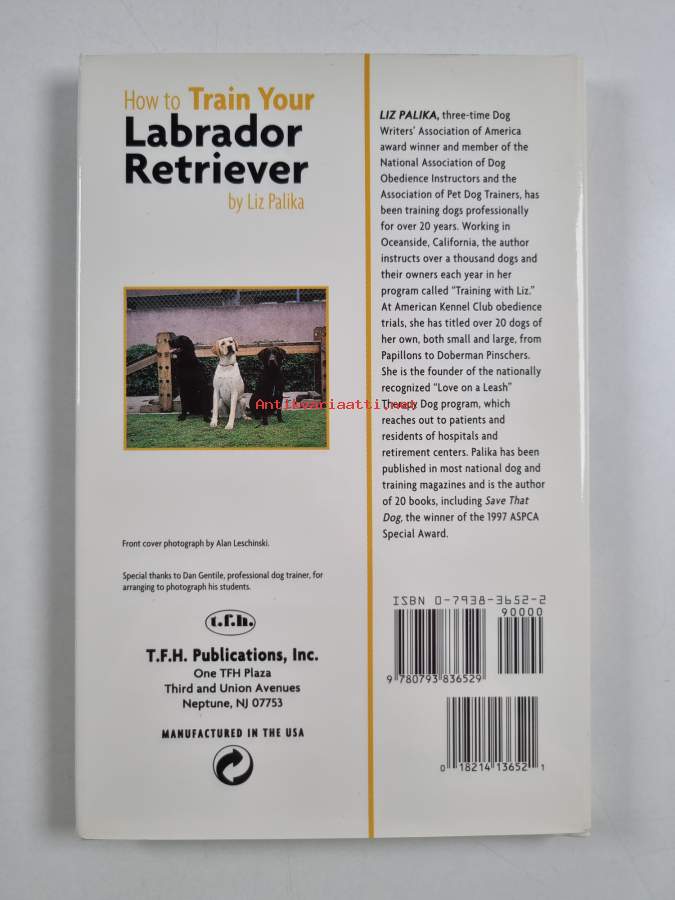 How to Train Your
Labrador
Retriever
by Liz Palika
Antikvariaatti.net
Front cover photograph by Alan Leschinski.
Special thanks to Dan Gentile, professional dog trainer, for
arranging to photograph his students.
t.f.h.
T.F.H. Publications, Inc.
One TFH Plaza
Third and Union Avenues
Neptune, NJ 07753
MANUFACTURED IN THE USA
LIZ PALIKA, three-time Dog
Writers' Association of America
award winner and member of the
National Association of Dog
Obedience Instructors and the
Association of Pet Dog Trainers, has
been training dogs professionally
for over 20 years. Working in
Oceanside, California, the author
instructs over a thousand dogs and
their owners each year in her
program called “Training with Liz.”
At American Kennel Club obedience
trials, she has titled over 20 dogs of
her own, both small and large, from
Papillons to Doberman Pinschers.
She is the founder of the nationally
recognized “Love on a Leash”
Therapy Dog program, which
reaches out to patients and
residents of hospitals and
retirement centers. Palika has been
published in most national dog and
training magazines and is the author
of 20 books, including Save That
Dog, the winner of the 1997 ASPCA
Special Award.
ISBN 0-7938-3652-2
90000
9 780793 836529
0 18214 13652 1